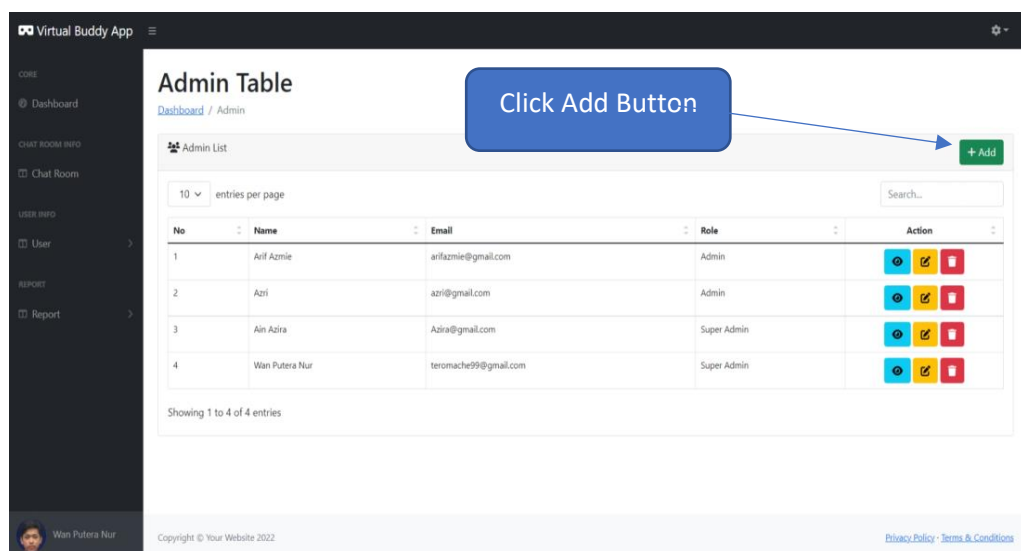 Virtual Buddy App
CORE
Dashboard
CHAT ROOM INFO
Chat Room
USER INFO
User
REPORT
Report
Wan Putera Nur
Admin Table
Dashboard / Admin
Click Add Button
Admin List
+ Add
10 entries per page
Search...
No Name Email Role Action
1 Arif Azmie arifazmie@gmail.com Admin
2 Azri azri@gmail.com Admin
3 Ain Azira Azira@gmail.com Super Admin
4 Wan Putera Nur teromache99@gmail.com Super Admin
Showing 1 to 4 of 4 entries
Copyright © Your Website 2022
Privacy Policy · Terms & Conditions